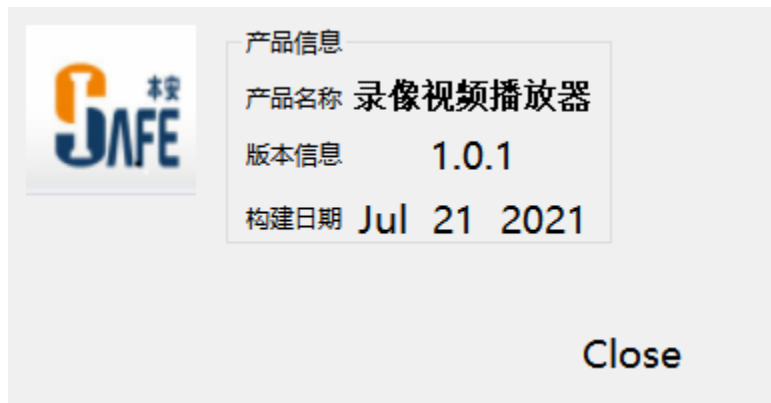 本安
SAFE
产品信息
产品名称 录像视频播放器
版本信息 1.0.1
构建日期 Jul 21 2021
Close